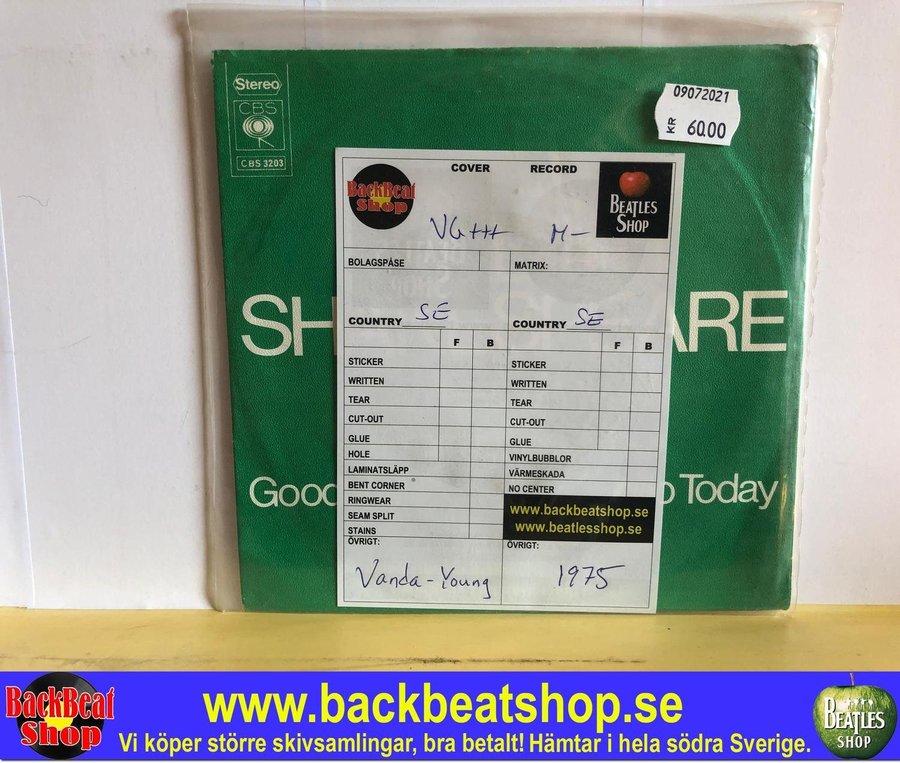 Stereo
CBS
CBS 3203
09072021
KR 60.00
BackBeat
Shop
COVER RECORD
BEATLES
SHOP
VG+++ M-
BOLAGSPÅSE MATRIX:
COUNTRY SE COUNTRY SE
SH ARE
F B F B
STICKER STICKER
WRITTEN WRITTEN
TEAR TEAR
CUT-OUT CUT-OUT
GLUE GLUE
HOLE VINYLBUBBLOR
LAMINATSLÄPP VÄRMESKADA
BENT CORNER NO CENTER
Good o Today
RINGWEAR www.backbeatshop.se
SEAM SPLIT www.beatlesshop.se
STAINS
ÖVRIGT: ÖVRIGT:
Vanda-Young 1975
BackBeat
Shop
www.backbeatshop.se
Vi köper större skivsamlingar, bra betalt! Hämtar i hela södra Sverige.
BEATLES
SHOP